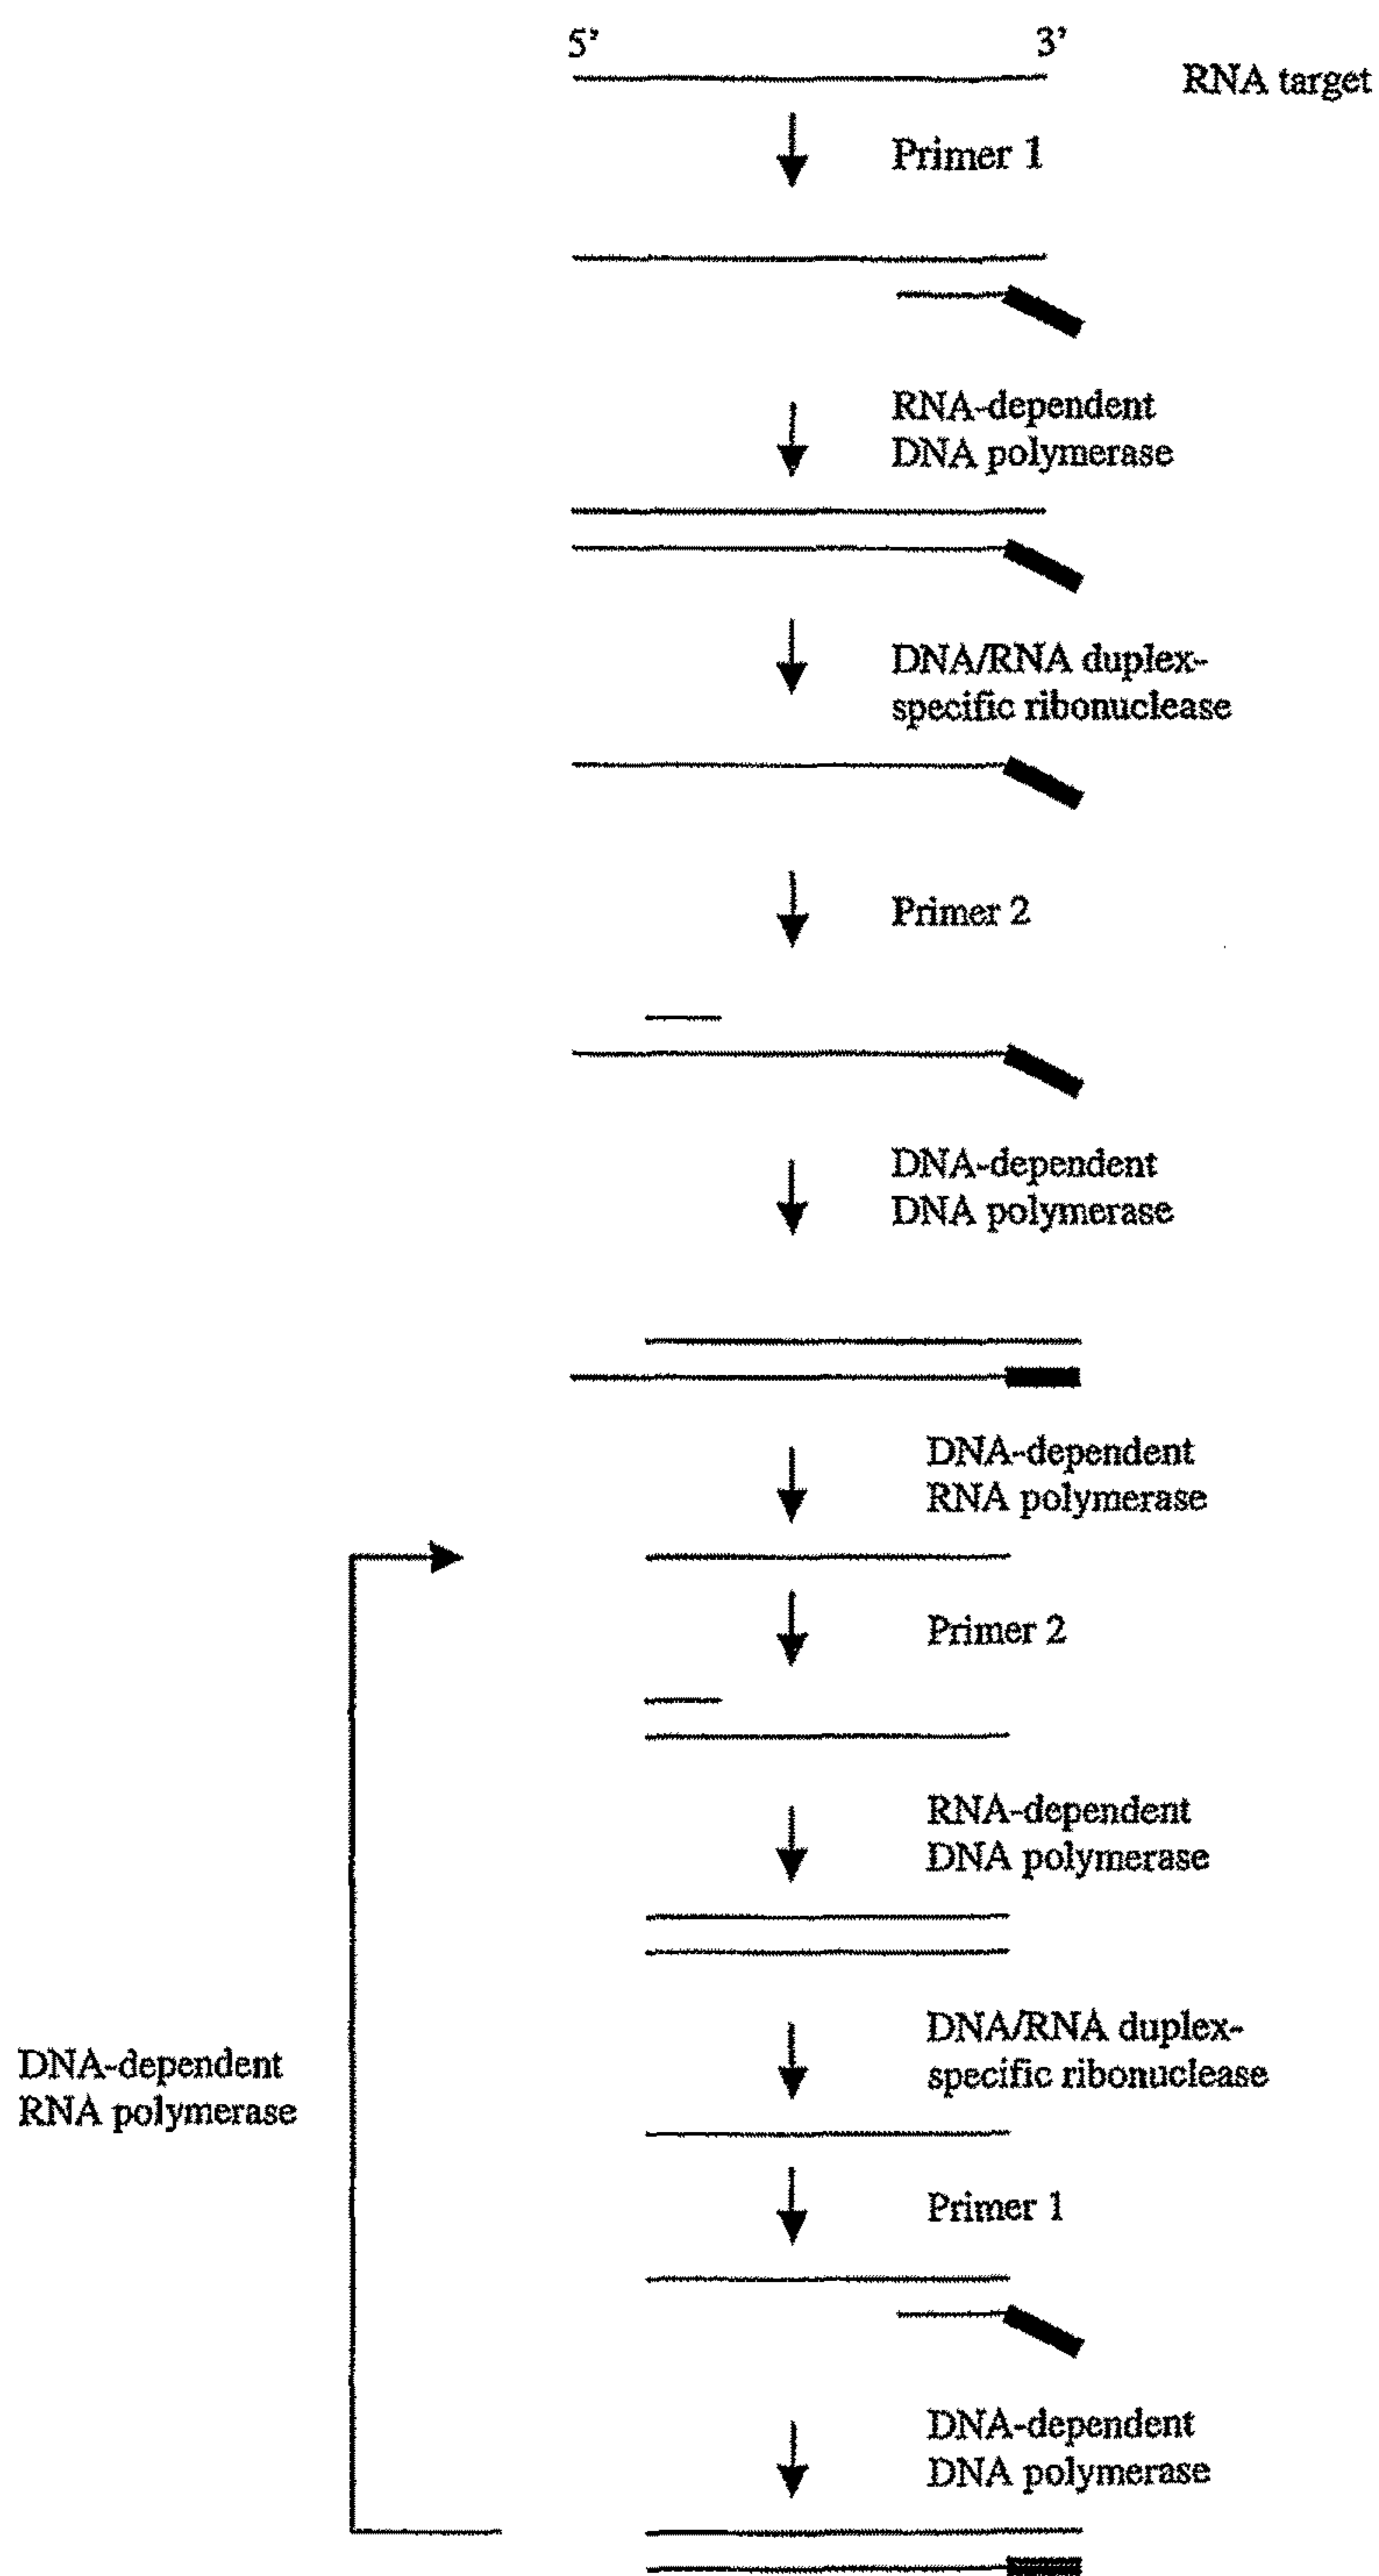 5’ 3’
RNA target
Primer 1
RNA-dependent
DNA polymerase
DNA/RNA duplex-
specific ribonuclease
Primer 2
DNA-dependent
DNA polymerase
DNA-dependent
RNA polymerase
Primer 2
RNA-dependent
DNA polymerase
DNA/RNA duplex-
specific ribonuclease
DNA-dependent
RNA polymerase
Primer 1
DNA-dependent
DNA polymerase